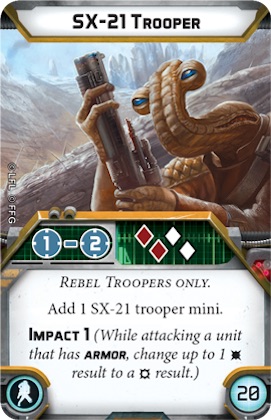 SX-21 TROOPER
© LFL © FFG
1–2
REBEL TROOPERS ONLY.
Add 1 SX-21 trooper mini.
IMPACT 1 (While attacking a unit
that has ARMOR, change up to 1
result to a result.)
20